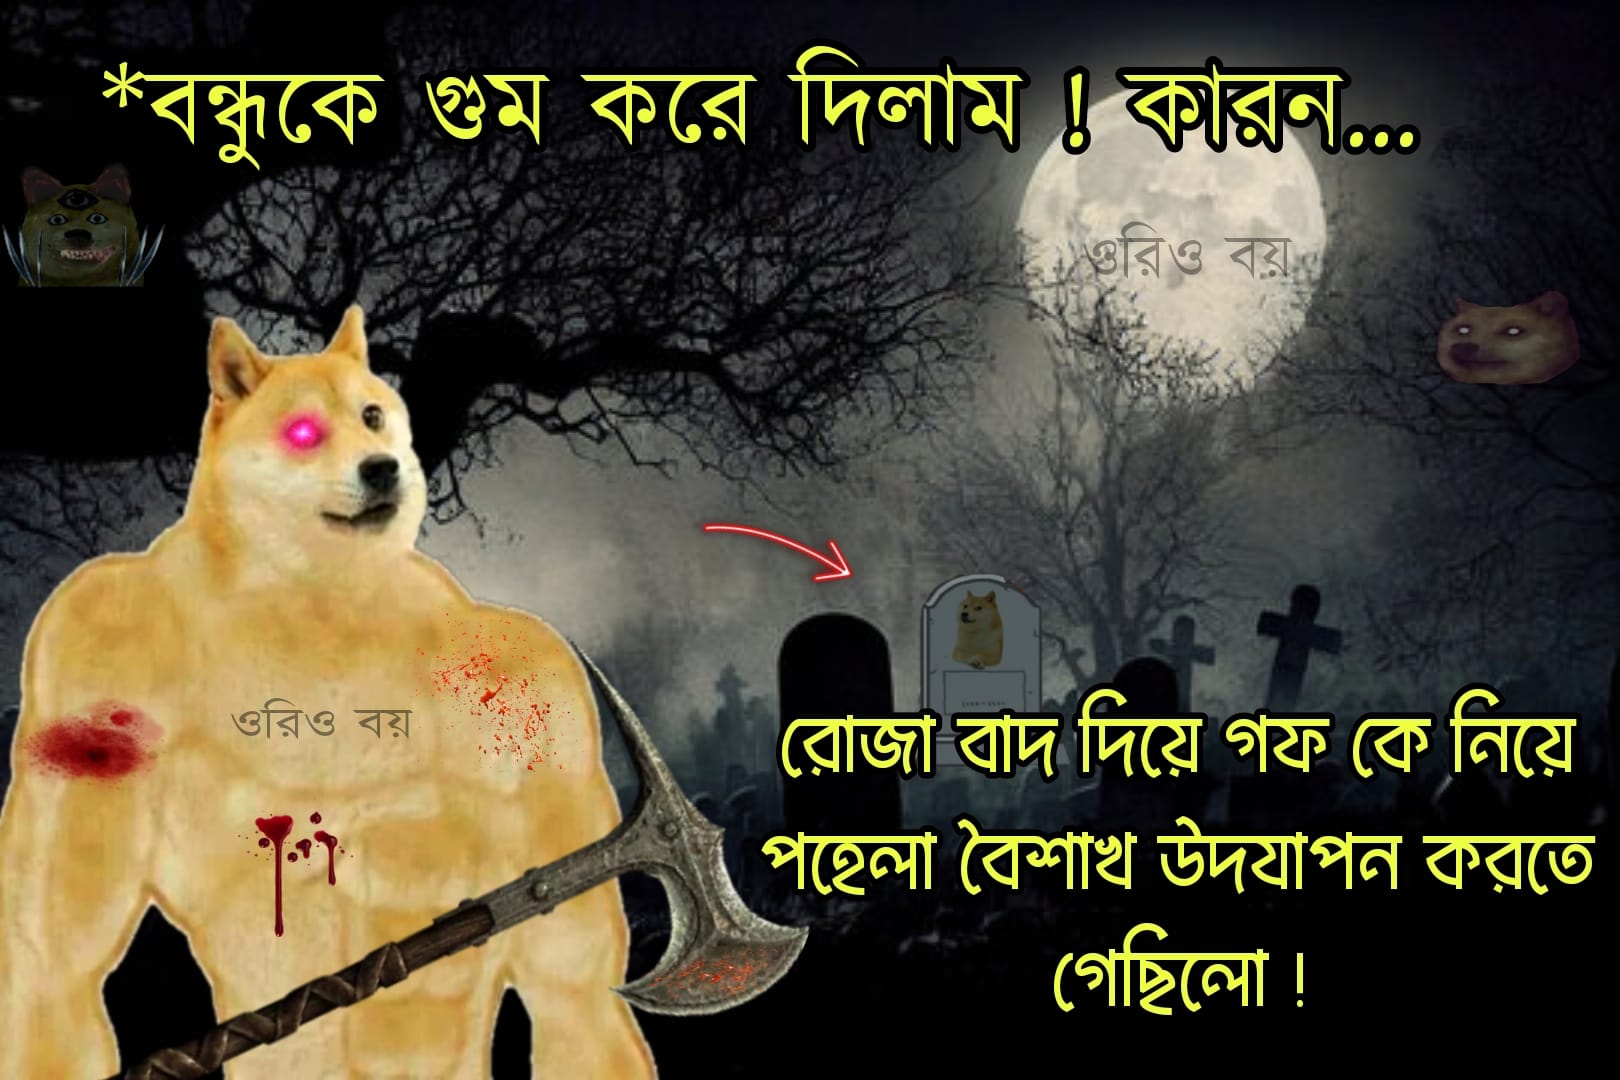 *বন্ধুকে গুম করে দিলাম ! কারন...
ওরিও বয়
ওরিও বয়
রোজা বাদ দিয়ে গফ কে নিয়ে
পহেলা বৈশাখ উদযাপন করতে
গেছিলো !